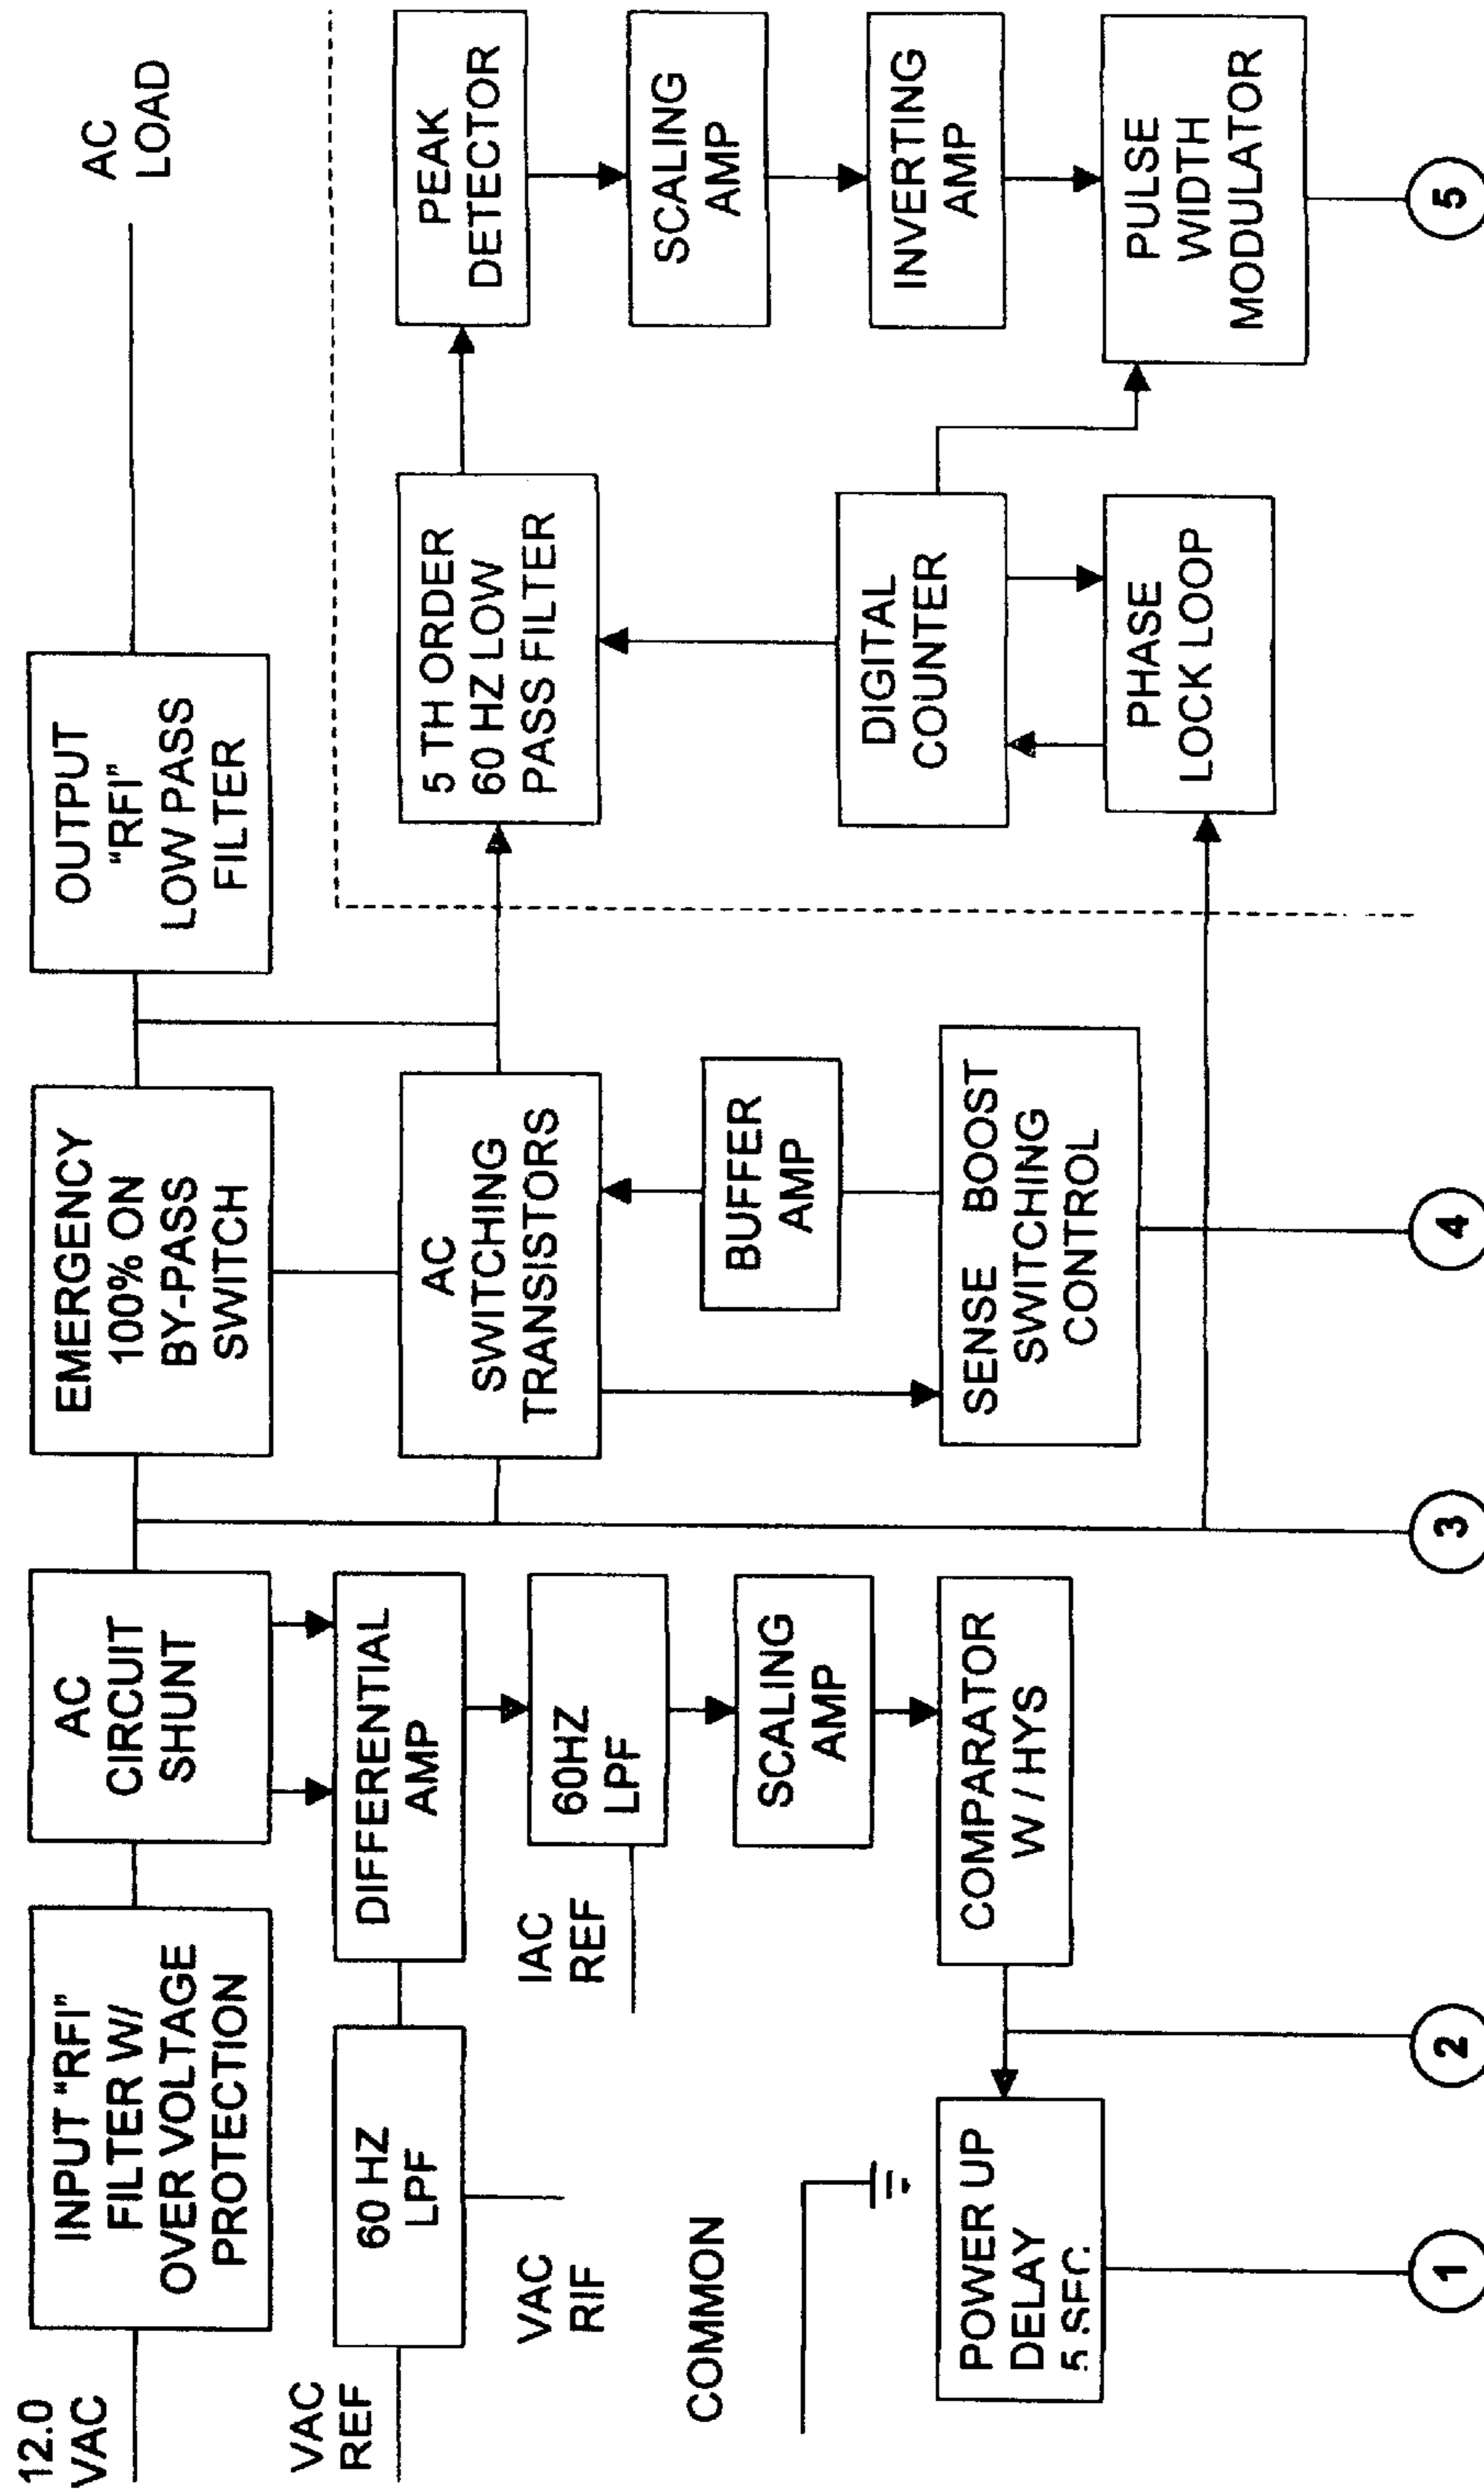 12.0
VAC
INPUT "RFI"
FILTER W/
OVER VOLTAGE
PROTECTION
AC
CIRCUIT
SHUNT
EMERGENCY
100% ON
BY-PASS
SWITCH
OUTPUT
"RFI"
LOW PASS
FILTER
AC
LOAD
VAC
REF
60 HZ
LPF
DIFFERENTIAL
AMP
AC
SWITCHING
TRANSISTORS
5 TH ORDER
60 HZ LOW
PASS FILTER
PEAK
DETECTOR
VAC
RIF
IAC
REF
60HZ
LPF
SCALING
AMP
COMMON
SCALING
AMP
BUFFER
AMP
DIGITAL
COUNTER
INVERTING
AMP
POWER UP
DELAY
5 SEC.
COMPARATOR
W / HYS
SENSE BOOST
SWITCHING
CONTROL
PHASE
LOCK LOOP
PULSE
WIDTH
MODULATOR
1
2
3
4
5